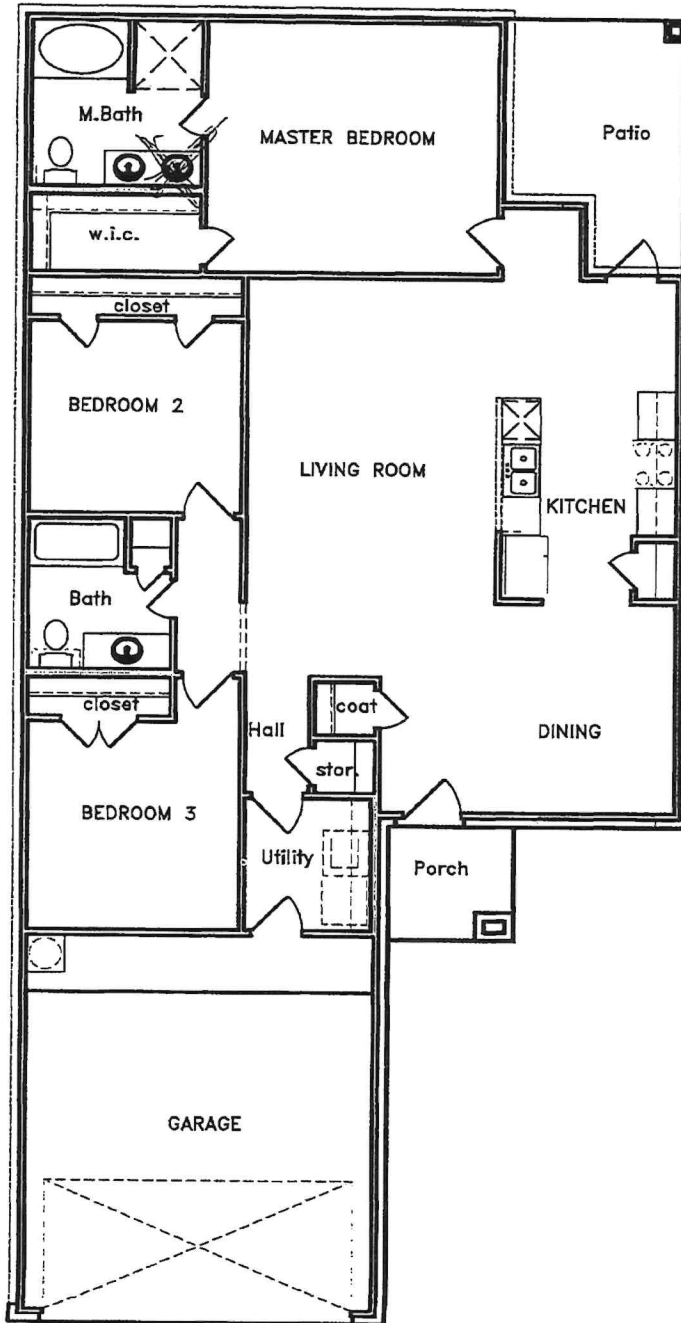 M.Bath
MASTER BEDROOM
Patio
w.i.c.
closet
BEDROOM 2
LIVING ROOM
KITCHEN
Bath
closet
Hall
coat
DINING
stor.
BEDROOM 3
Utility
Porch
GARAGE